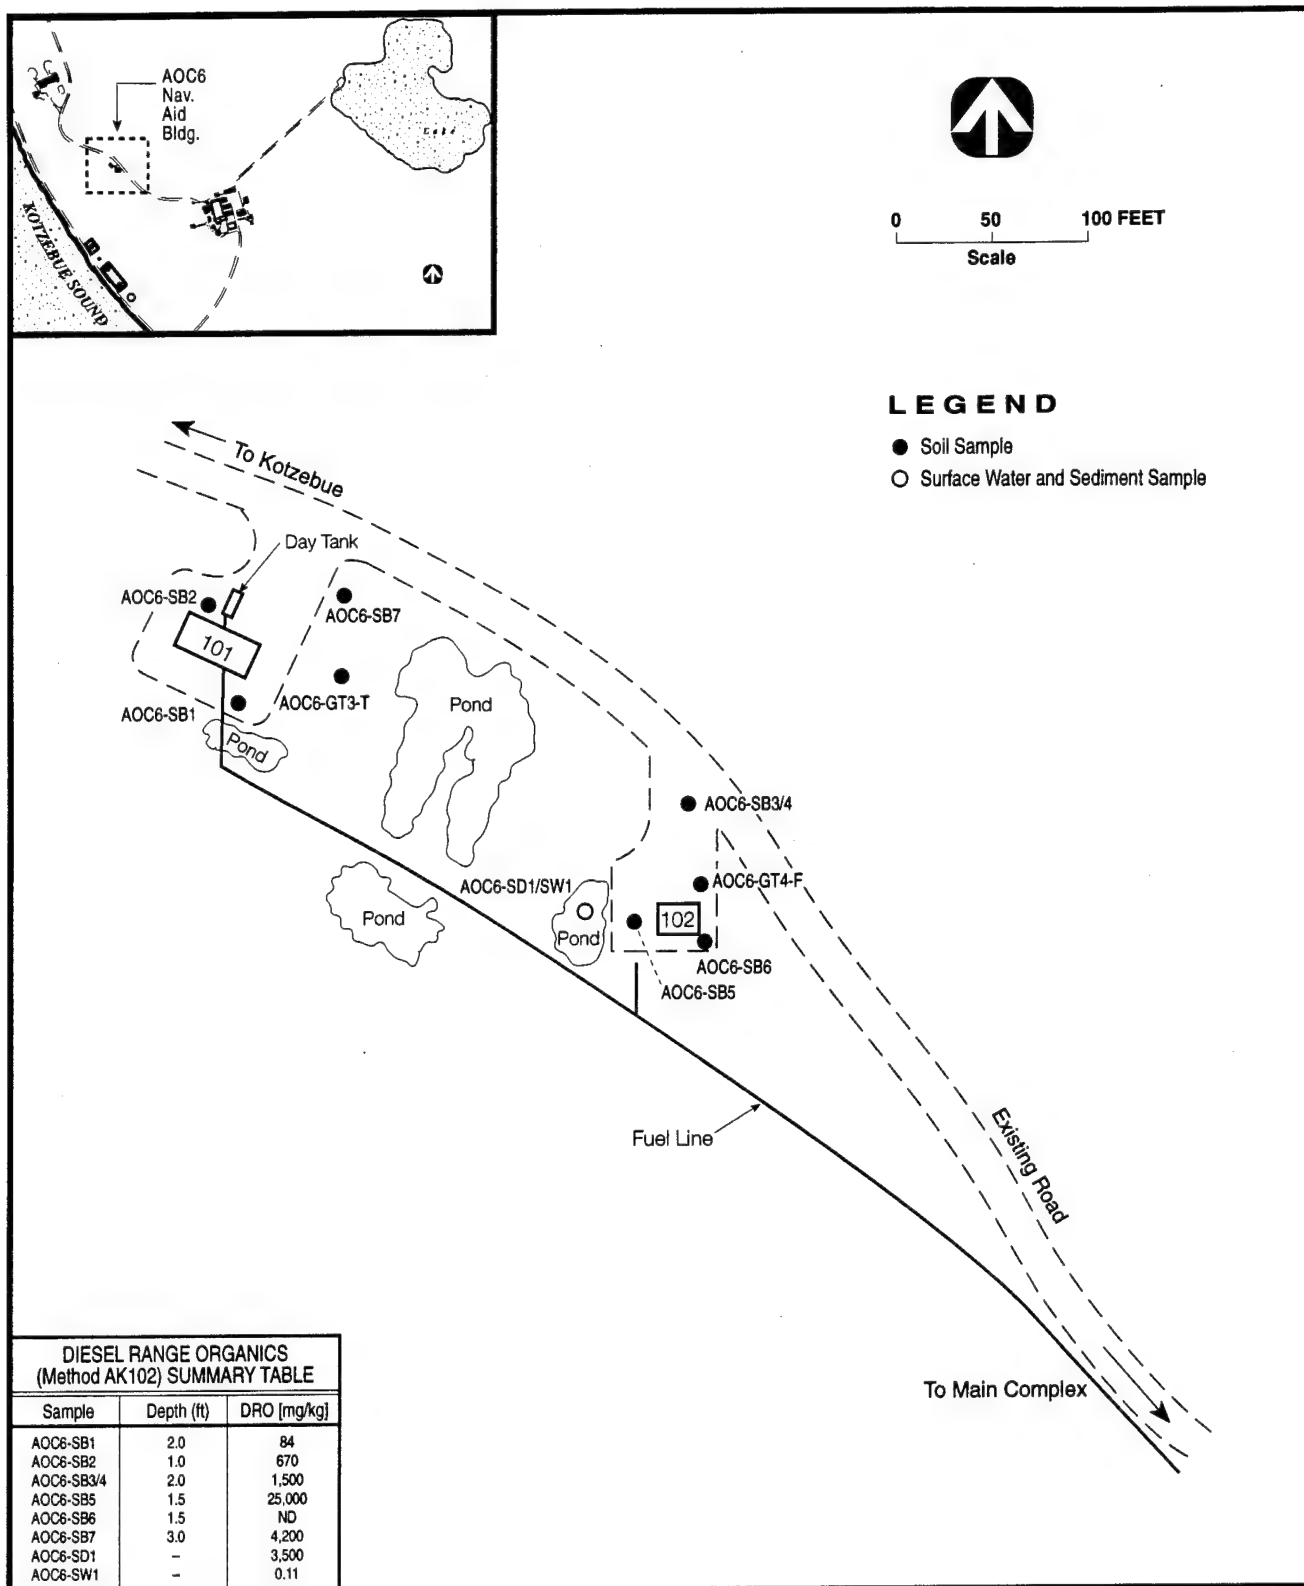 AOC6
Nav.
Aid
Bldg.
Lake
KOTZEBUE SOUND
0 50 100 FEET
Scale
LEGEND
Soil Sample
Surface Water and Sediment Sample
To Kotzebue
Day Tank
AOC6-SB2
AOC6-SB7
101
AOC6-GT3-T
AOC6-SB1
Pond
Pond
AOC6-SB3/4
AOC6-SD1/SW1
AOC6-GT4-F
Pond
102
Pond
AOC6-SB6
AOC6-SB5
Fuel Line
Existing Road
To Main Complex
DIESEL RANGE ORGANICS
(Method AK102) SUMMARY TABLE
Sample Depth (ft) DRO [mg/kg]
AOC6-SB1 2.0 84
AOC6-SB2 1.0 670
AOC6-SB3/4 2.0 1,500
AOC6-SB5 1.5 25,000
AOC6-SB6 1.5 ND
AOC6-SB7 3.0 4,200
AOC6-SD1 – 3,500
AOC6-SW1 – 0.11